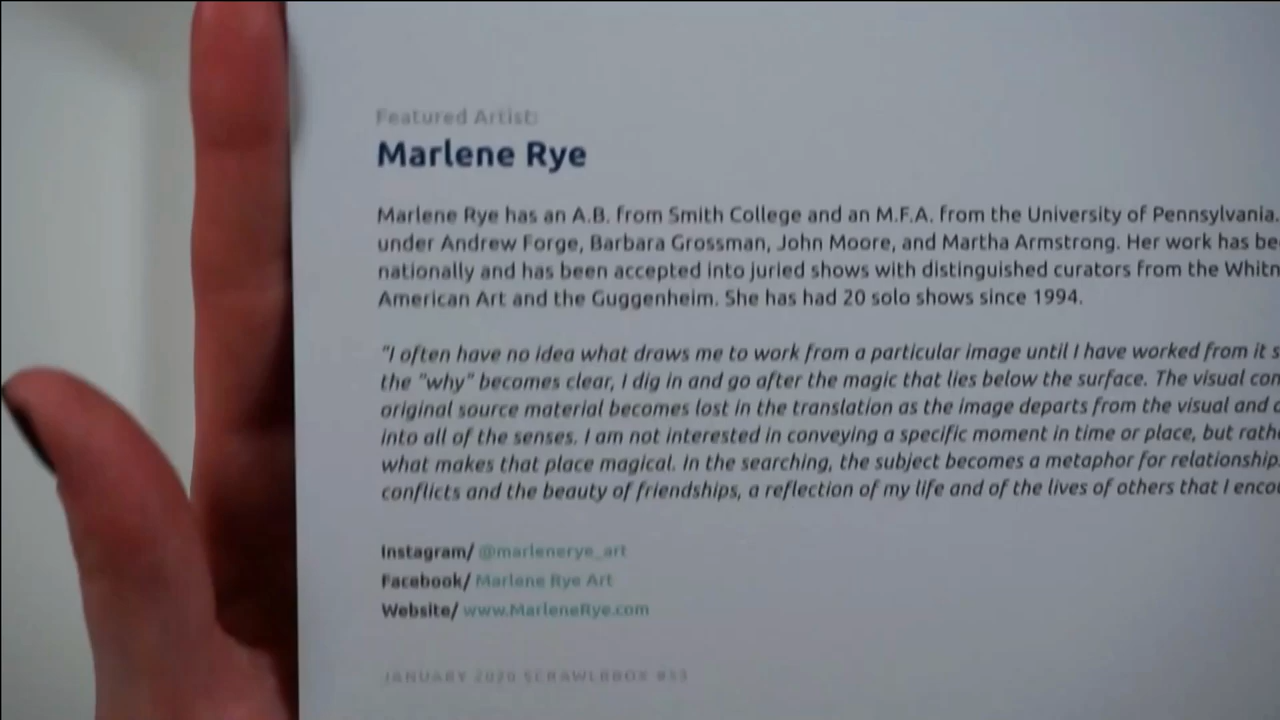 Featured Artist:
Marlene Rye
Marlene Rye has an A.B. from Smith College and an M.F.A. from the University of Pennsylvania.
under Andrew Forge, Barbara Grossman, John Moore, and Martha Armstrong. Her work has
nationally and has been accepted into juried shows with distinguished curators from the
American Art and the Guggenheim. She has had 20 solo shows since 1994.
"I often have no idea what draws me to work from a particular image until I have worked from it
the "why" becomes clear, I dig in and go after the magic that lies below the surface. The visual
original source material becomes lost in the translation as the image departs from the visual and
into all of the senses. I am not interested in conveying a specific moment in time or place, but
what makes that place magical. In the searching, the subject becomes a metaphor for
conflicts and the beauty of friendships, a reflection of my life and of the lives of others that I
Instagram/ @marlenerye_art
Facebook/ Marlene Rye Art
Website/ www.MarleneRye.com
JANUARY 2020 SCRAWLRBOX #53